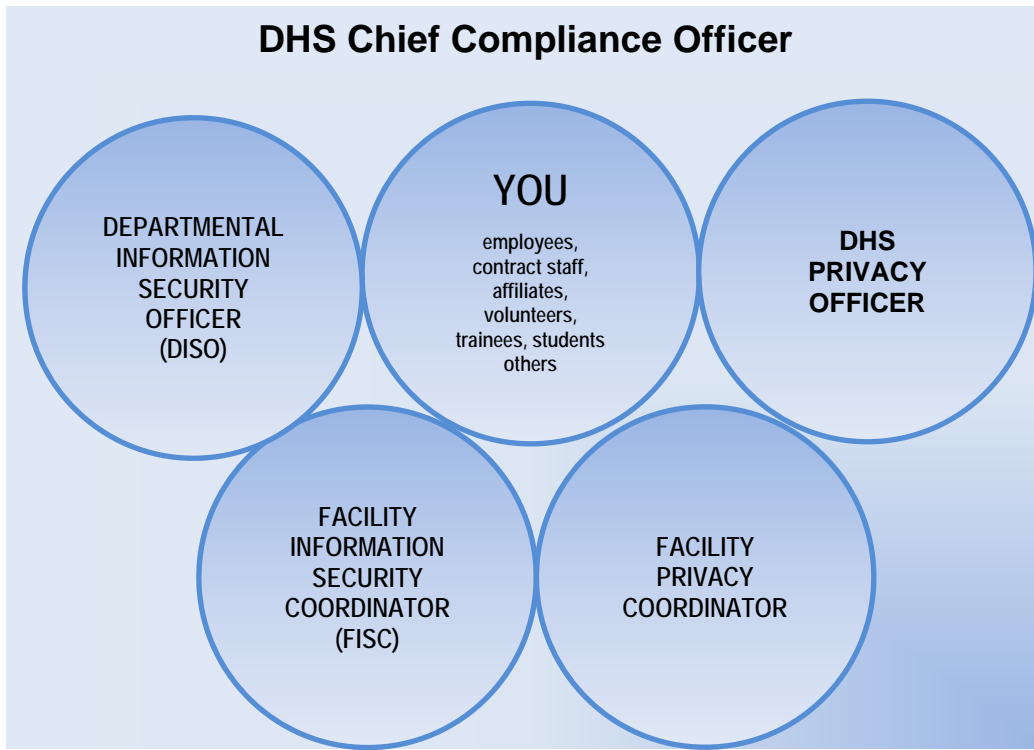 DHS Chief Compliance Officer
DEPARTMENTAL
INFORMATION
SECURITY
OFFICER
(DISO)
YOU
employees,
contract staff,
affiliates,
volunteers,
trainees, students
others
DHS
PRIVACY
OFFICER
FACILITY
INFORMATION
SECURITY
COORDINATOR
(FISC)
FACILITY
PRIVACY
COORDINATOR